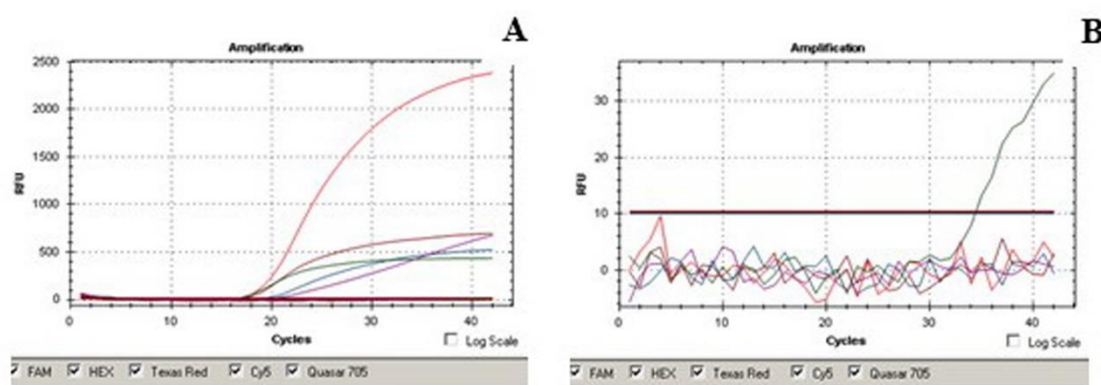 A
Amplification
2500
2000
1500
1000
500
0
RFU
0 10 20 30 40
Cycles
Log Scale
FAM HEX Texas Red Cy5 Quasar 705
B
Amplification
30
20
10
0
RFU
0 10 20 30 40
Cycles
Log Scale
FAM HEX Texas Red Cy5 Quasar 705